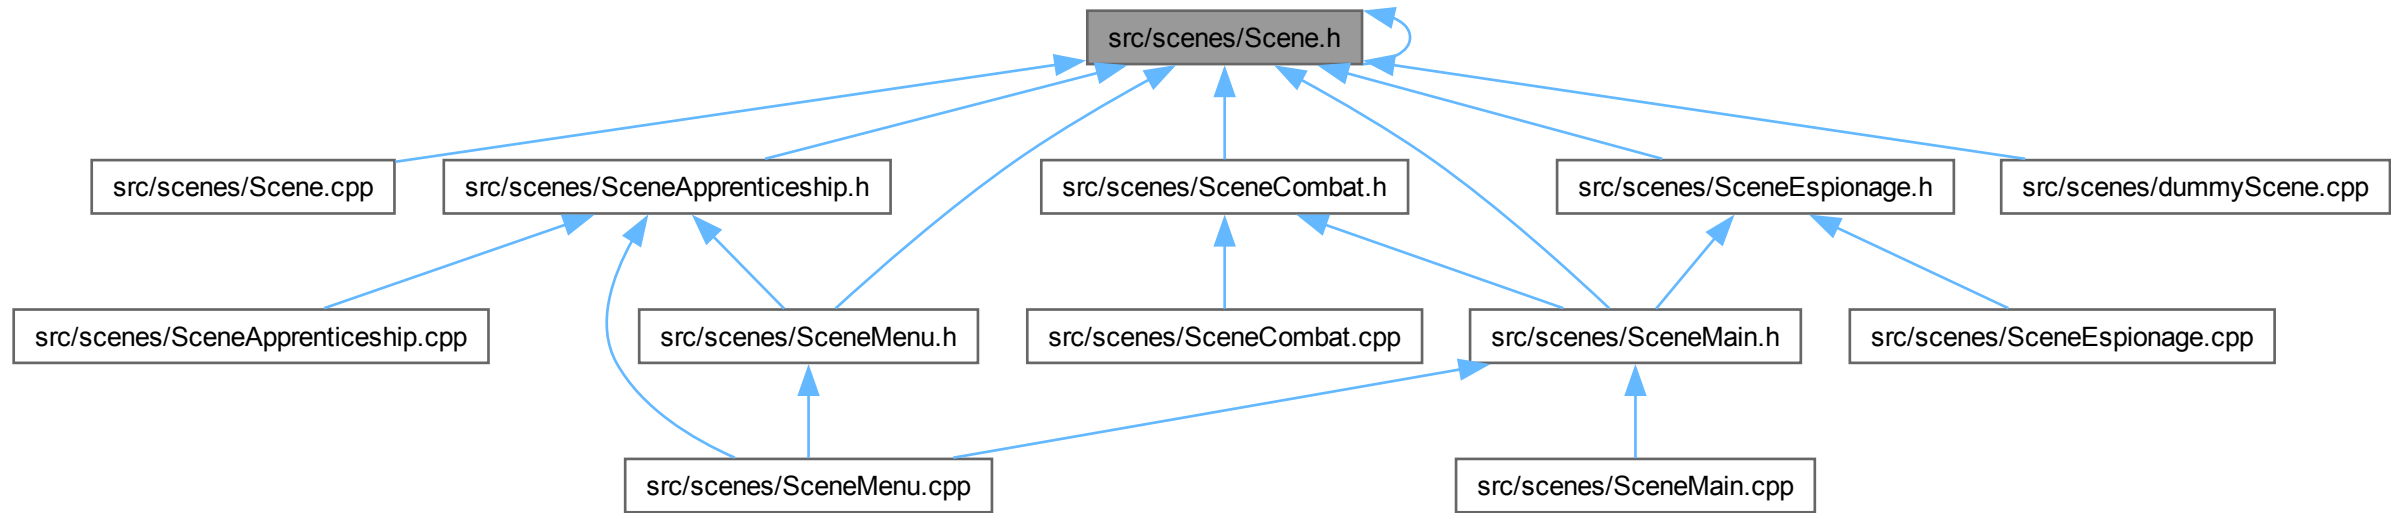 src/scenes/Scene.h
src/scenes/Scene.cpp
src/scenes/SceneApprenticeship.h
src/scenes/SceneCombat.h
src/scenes/SceneEspionage.h
src/scenes/dummyScene.cpp
src/scenes/SceneApprenticeship.cpp
src/scenes/SceneMenu.h
src/scenes/SceneCombat.cpp
src/scenes/SceneMain.h
src/scenes/SceneEspionage.cpp
src/scenes/SceneMenu.cpp
src/scenes/SceneMain.cpp